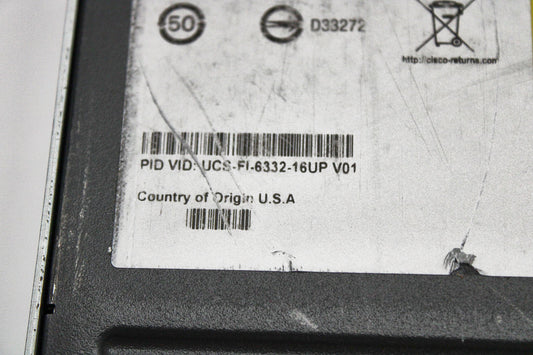 50
D33272
http://cisco-returns.com
PID VID: UCS-FI-6332-16UP V01
Country of Origin U.S.A